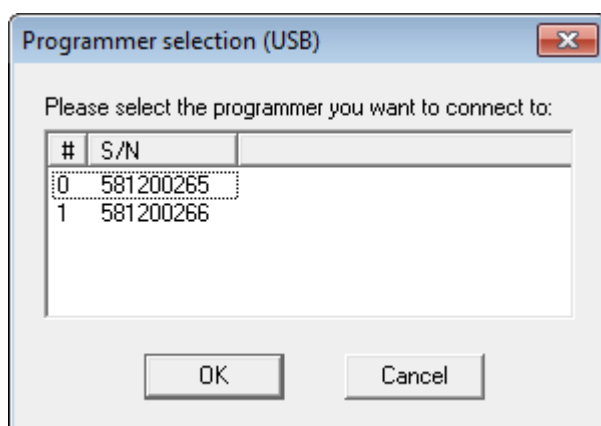 Programmer selection (USB)
Please select the programmer you want to connect to:
# S/N
0 581200265
1 581200266
OK Cancel